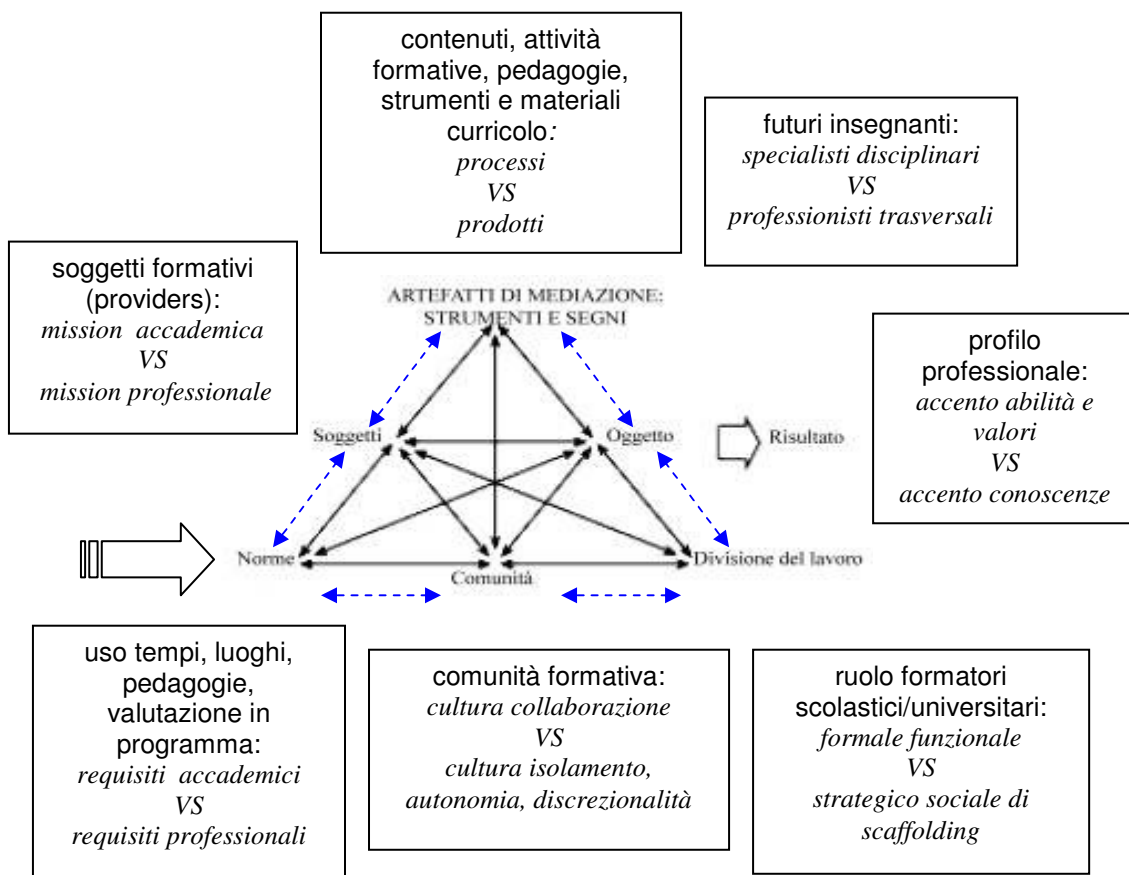 contenuti, attività
formative, pedagogie,
strumenti e materiali
curricolo:
processi
VS
prodotti
futuri insegnanti:
specialisti disciplinari
VS
professionisti trasversali
soggetti formativi
(providers):
mission accademica
VS
mission professionale
ARTEFATTI DI MEDIAZIONE:
STRUMENTI E SEGNI
profilo
professionale:
accento abilità e
valori
VS
accento conoscenze
Soggetti
Oggetto
Risultato
Norme
Comunità
Divisione del lavoro
uso tempi, luoghi,
pedagogie,
valutazione in
programma:
requisiti accademici
VS
requisiti professionali
comunità formativa:
cultura collaborazione
VS
cultura isolamento,
autonomia, discrezionalità
ruolo formatori
scolastici/universitari:
formale funzionale
VS
strategico sociale di
scaffolding